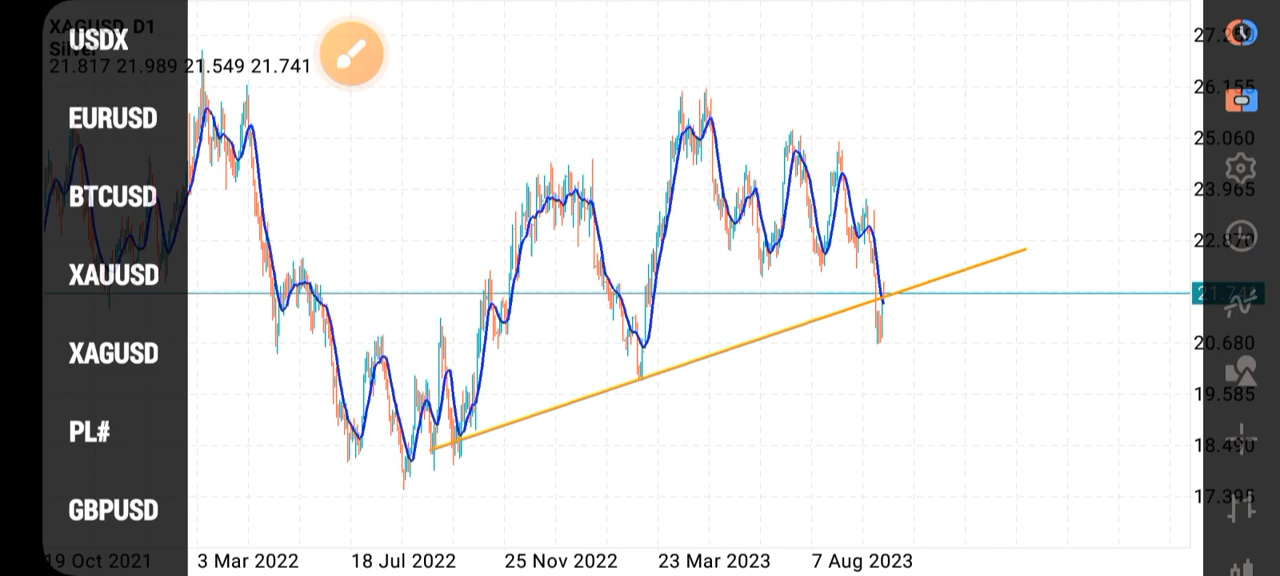 XAGUSD, D1
Silver
21.817 21.989 21.549 21.741
USDX
EURUSD
BTCUSD
XAUUSD
XAGUSD
PL#
GBPUSD
26.155
25.060
23.965
22.870
21.741
20.680
19.585
18.490
17.395
19 Oct 2021
3 Mar 2022
18 Jul 2022
25 Nov 2022
23 Mar 2023
7 Aug 2023